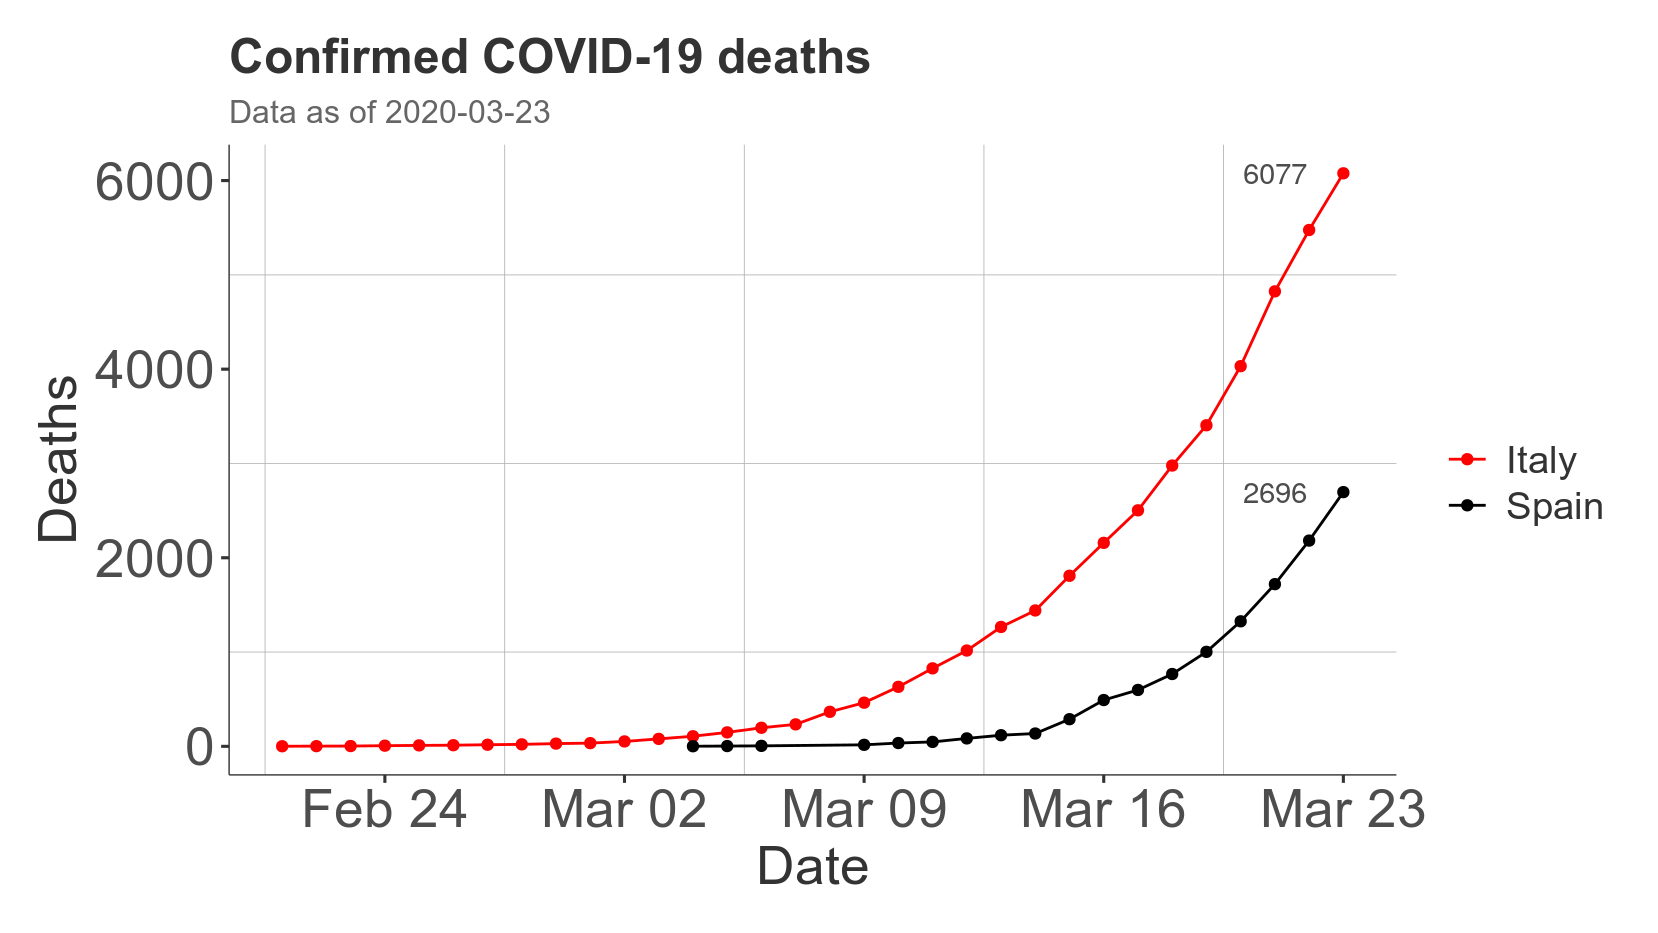 Confirmed COVID-19 deaths
Data as of 2020-03-23
6000
4000
2000
0
Deaths
6077
2696
Italy
Spain
Feb 24 Mar 02 Mar 09 Mar 16 Mar 23
Date